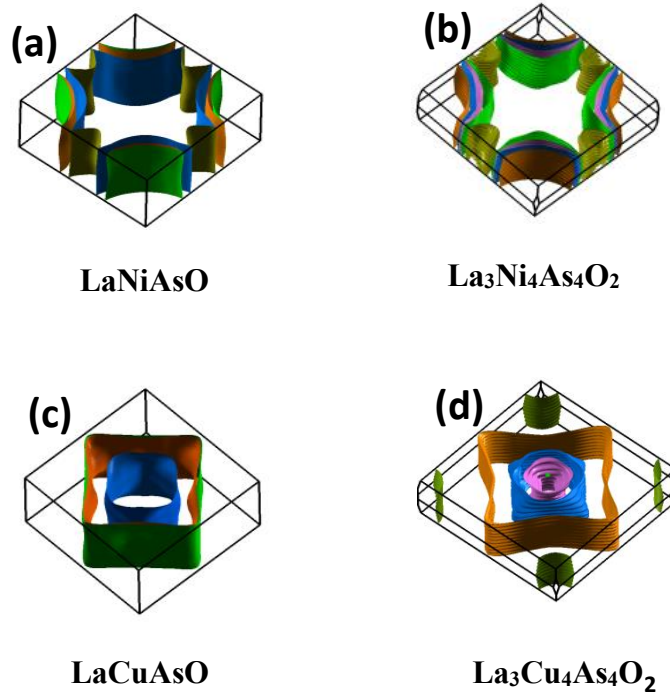 (a)
(b)
LaNiAsO
La₃Ni₄As₄O₂
(c)
(d)
LaCuAsO
La₃Cu₄As₄O₂